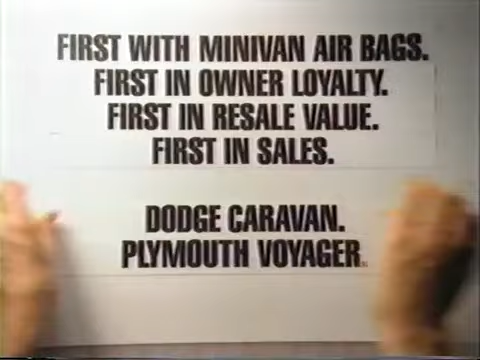 FIRST WITH MINIVAN AIR BAGS.
FIRST IN OWNER LOYALTY.
FIRST IN RESALE VALUE.
FIRST IN SALES.
DODGE CARAVAN.
PLYMOUTH VOYAGER.